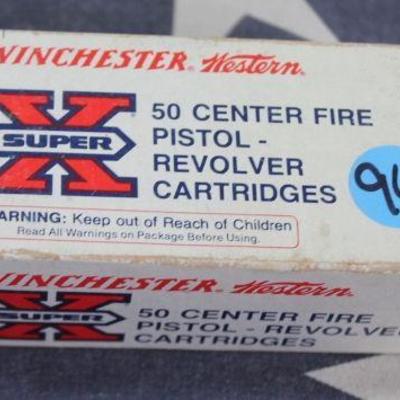 WINCHESTER Western
X
SUPER
50 CENTER FIRE
PISTOL -
REVOLVER
CARTRIDGES
WARNING: Keep out of Reach of Children
Read All Warnings on Package Before Using.
WINCHESTER Western
X
SUPER
50 CENTER FIRE
PISTOL - REVOLVER
CARTRIDGES